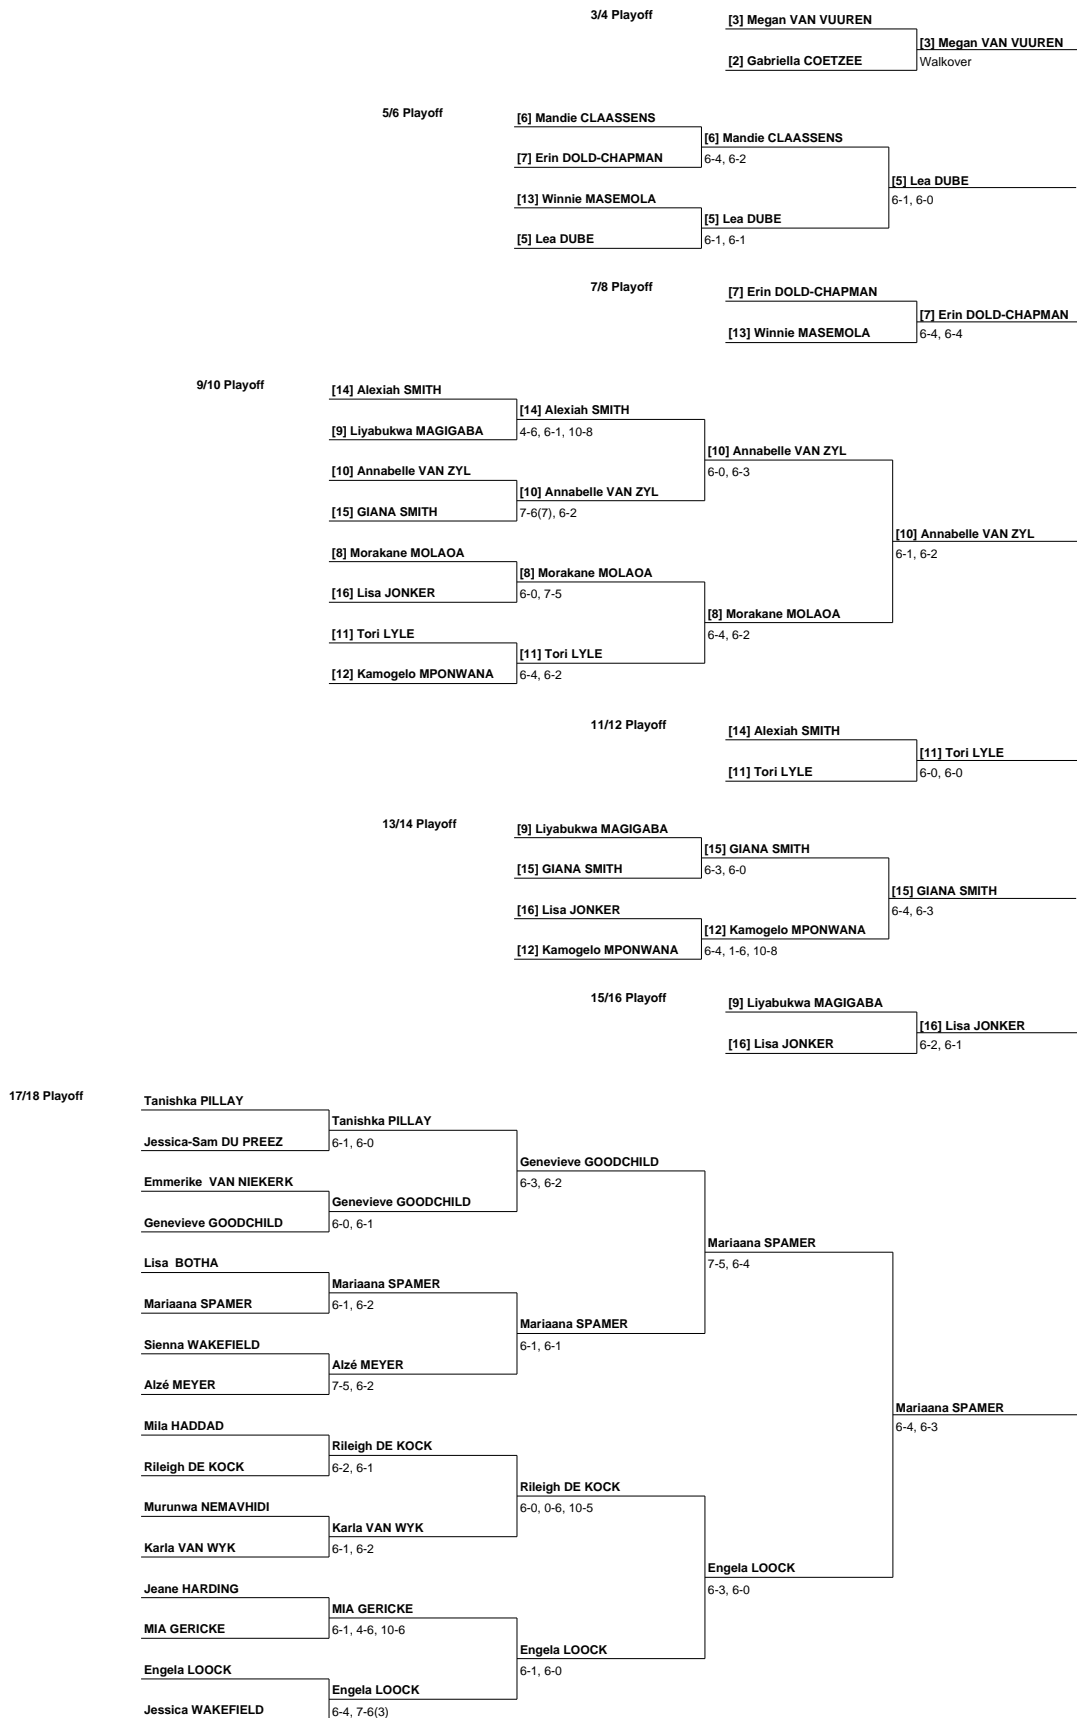 3/4 Playoff
[3] Megan VAN VUUREN
[3] Megan VAN VUUREN
[2] Gabriella COETZEE
Walkover
5/6 Playoff
[6] Mandie CLAASSENS
[6] Mandie CLAASSENS
[7] Erin DOLD-CHAPMAN
6-4, 6-2
[5] Lea DUBE
6-1, 6-0
[13] Winnie MASEMOLA
[5] Lea DUBE
[5] Lea DUBE
6-1, 6-1
7/8 Playoff
[7] Erin DOLD-CHAPMAN
[7] Erin DOLD-CHAPMAN
[13] Winnie MASEMOLA
6-4, 6-4
9/10 Playoff
[14] Alexiah SMITH
[14] Alexiah SMITH
[9] Liyabukwa MAGIGABA
4-6, 6-1, 10-8
[10] Annabelle VAN ZYL
6-0, 6-3
[10] Annabelle VAN ZYL
[10] Annabelle VAN ZYL
[15] GIANA SMITH
7-6(7), 6-2
[10] Annabelle VAN ZYL
6-1, 6-2
[8] Morakane MOLAOA
[8] Morakane MOLAOA
[16] Lisa JONKER
6-0, 7-5
[8] Morakane MOLAOA
6-4, 6-2
[11] Tori LYLE
[11] Tori LYLE
[12] Kamogelo MPONWANA
6-4, 6-2
11/12 Playoff
[14] Alexiah SMITH
[11] Tori LYLE
[11] Tori LYLE
6-0, 6-0
13/14 Playoff
[9] Liyabukwa MAGIGABA
[15] GIANA SMITH
[15] GIANA SMITH
6-3, 6-0
[15] GIANA SMITH
6-4, 6-3
[16] Lisa JONKER
[12] Kamogelo MPONWANA
[12] Kamogelo MPONWANA
6-4, 1-6, 10-8
15/16 Playoff
[9] Liyabukwa MAGIGABA
[16] Lisa JONKER
[16] Lisa JONKER
6-2, 6-1
17/18 Playoff
Tanishka PILLAY
Tanishka PILLAY
Jessica-Sam DU PREEZ
6-1, 6-0
Genevieve GOODCHILD
6-3, 6-2
Emmerike  VAN NIEKERK
Genevieve GOODCHILD
Genevieve GOODCHILD
6-0, 6-1
Mariaana SPAMER
7-5, 6-4
Lisa  BOTHA
Mariaana SPAMER
Mariaana SPAMER
6-1, 6-2
Mariaana SPAMER
6-1, 6-1
Sienna WAKEFIELD
Alzé MEYER
Alzé MEYER
7-5, 6-2
Mariaana SPAMER
6-4, 6-3
Mila HADDAD
Rileigh DE KOCK
Rileigh DE KOCK
6-2, 6-1
Rileigh DE KOCK
6-0, 0-6, 10-5
Murunwa NEMAVHIDI
Karla VAN WYK
Karla VAN WYK
6-1, 6-2
Engela LOOCK
6-3, 6-0
Jeane HARDING
MIA GERICKE
MIA GERICKE
6-1, 4-6, 10-6
Engela LOOCK
6-1, 6-0
Engela LOOCK
Engela LOOCK
Jessica WAKEFIELD
6-4, 7-6(3)